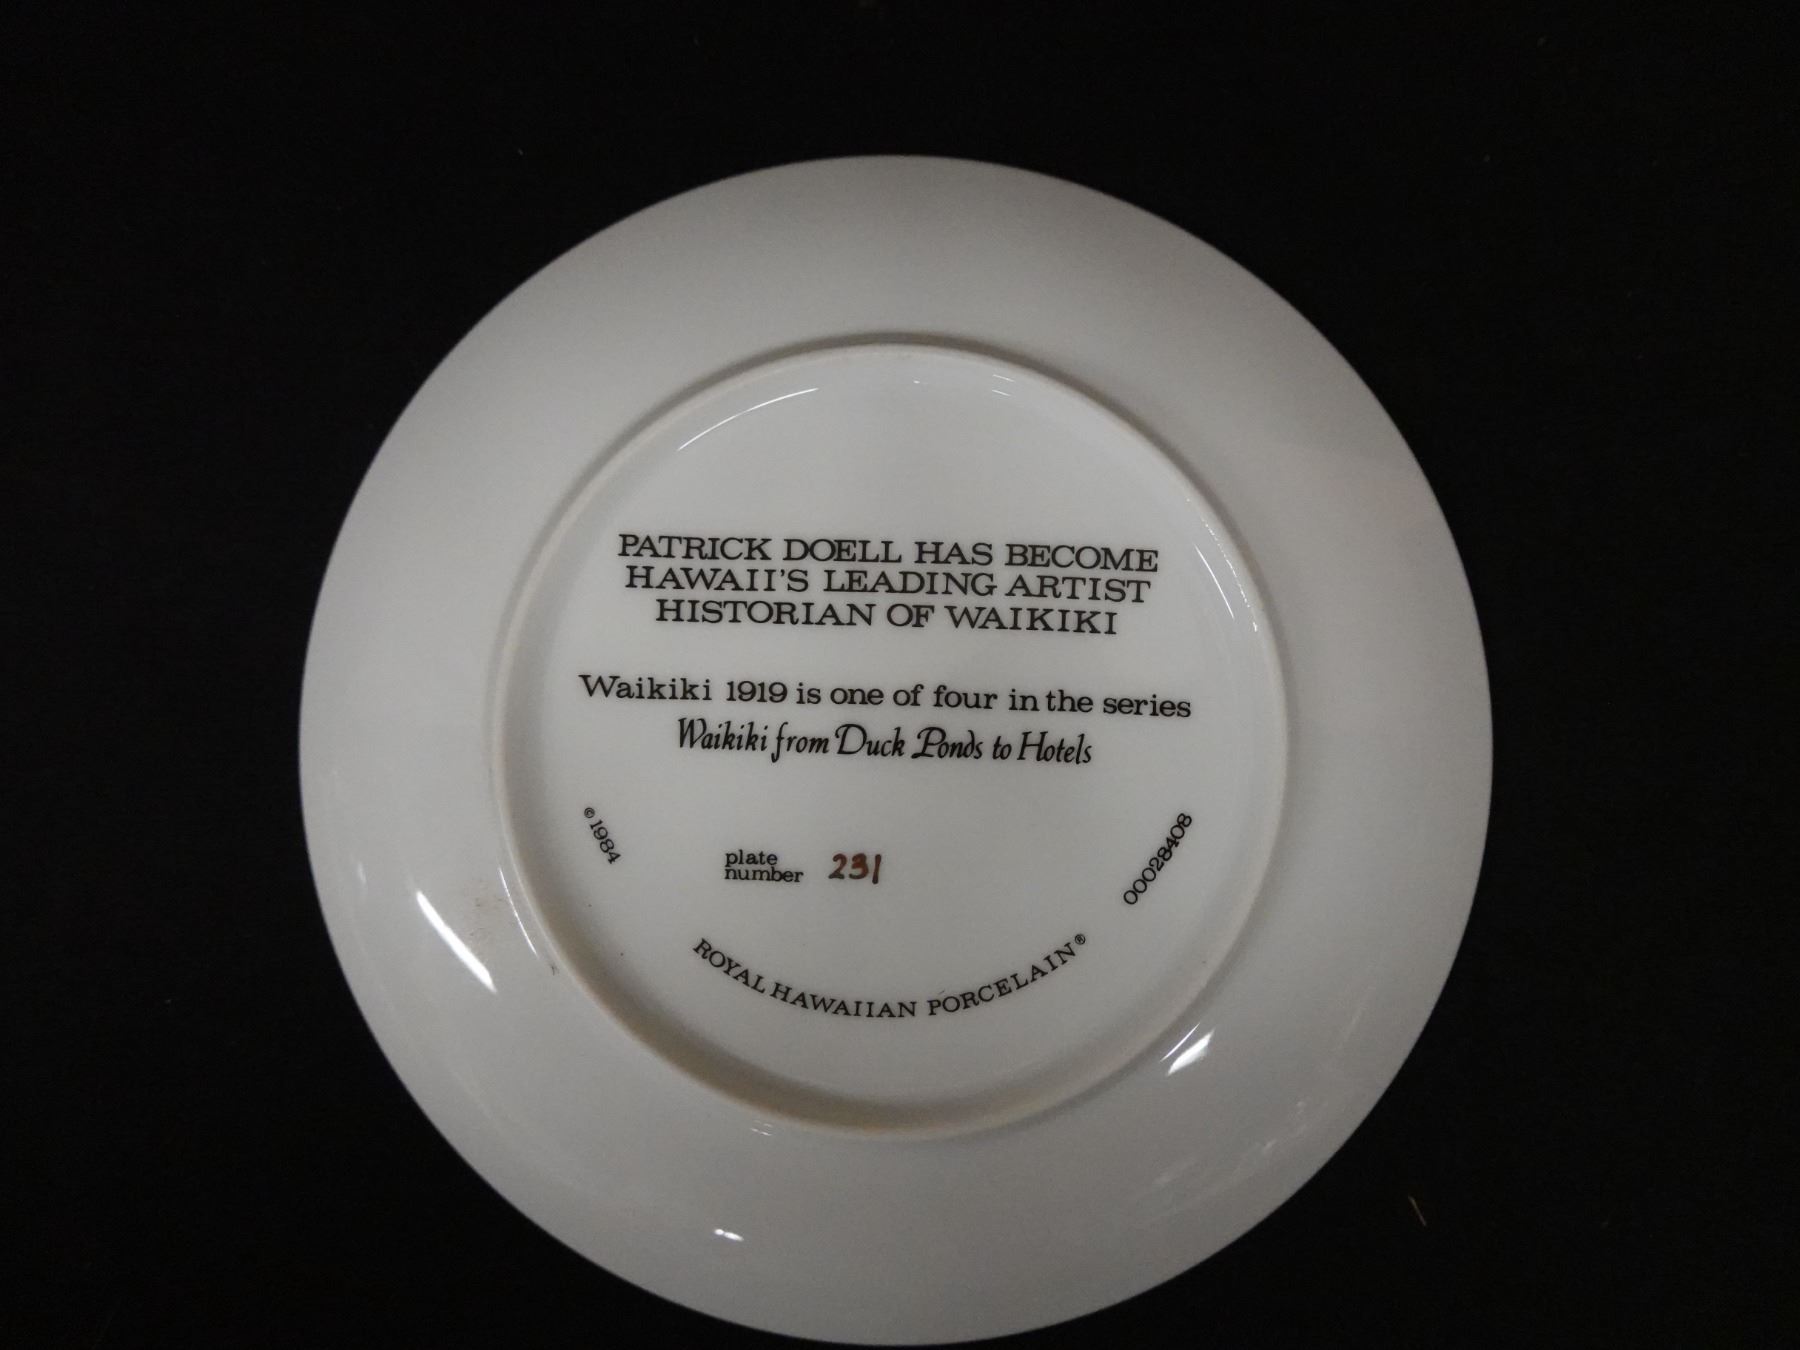 PATRICK DOELL HAS BECOME
HAWAII'S LEADING ARTIST
HISTORIAN OF WAIKIKI
Waikiki 1919 is one of four in the series
Waikiki from Duck Ponds to Hotels
© 1984
plate
number 231
00028408
ROYAL HAWAIIAN PORCELAIN®